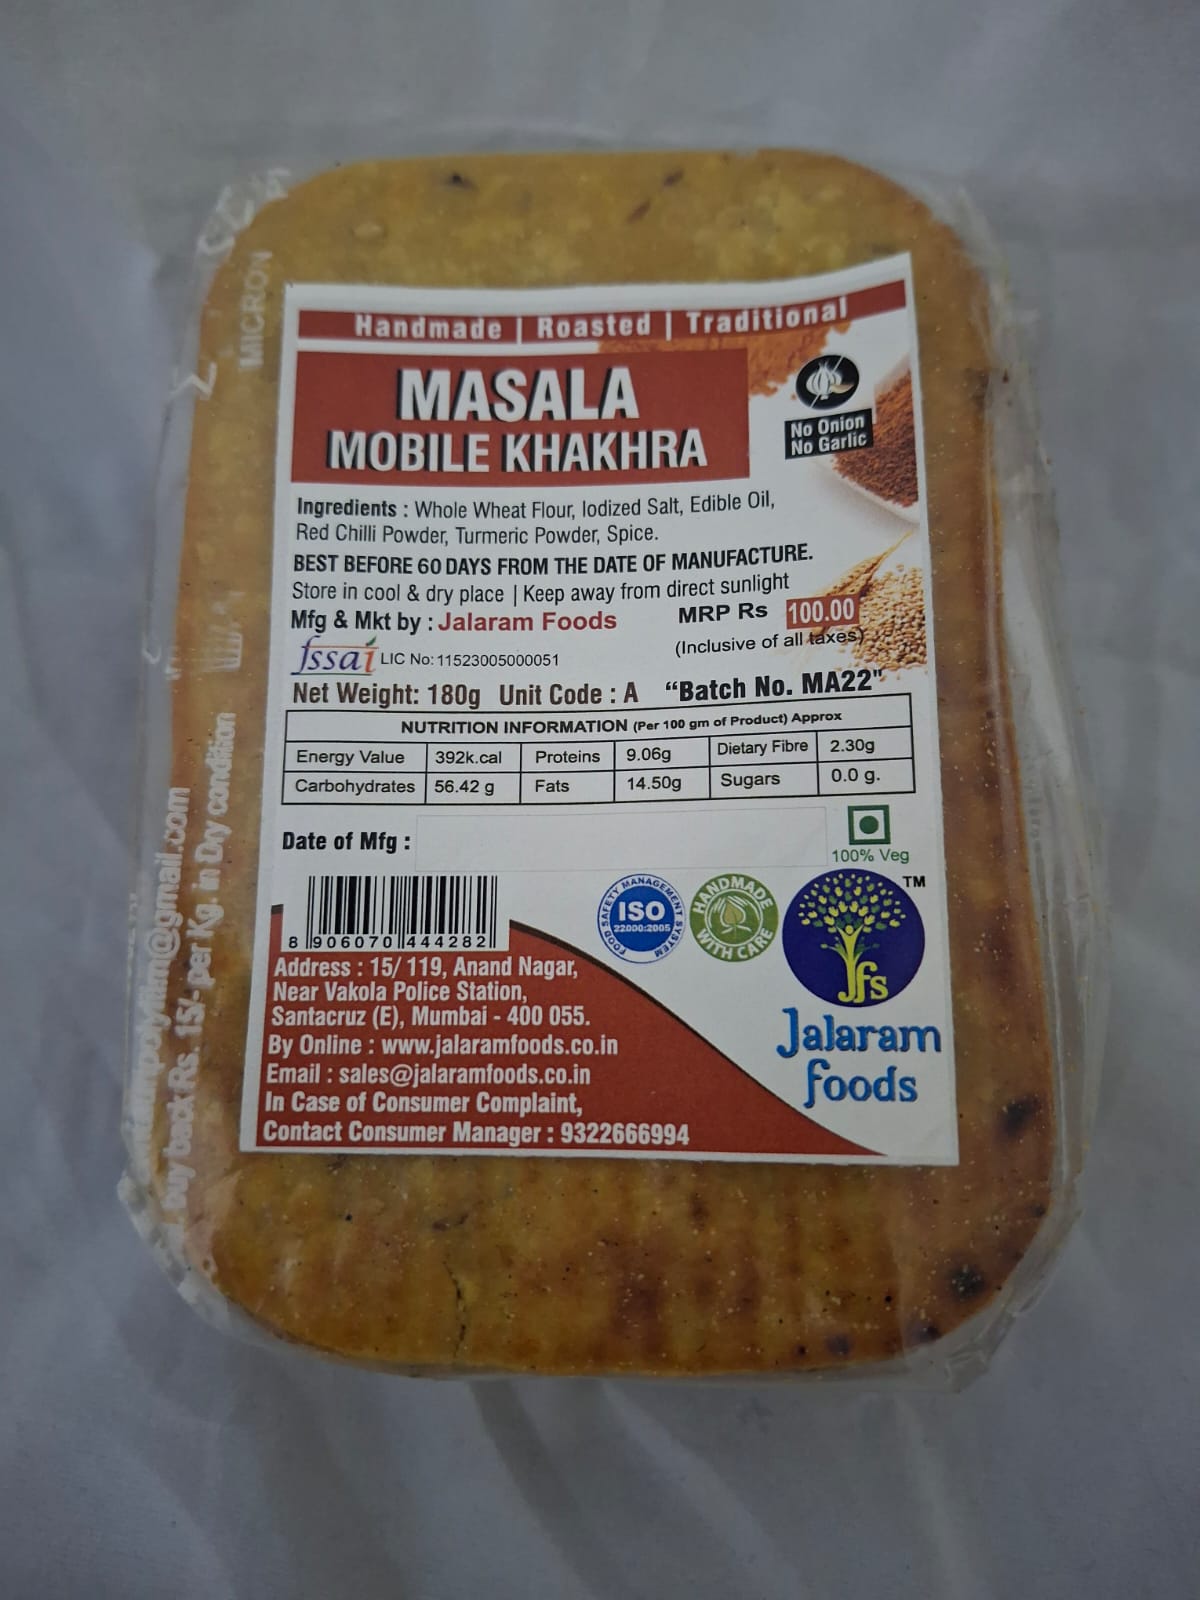 Handmade | Roasted | Traditional
MASALA
MOBILE KHAKHRA
No Onion
No Garlic
Ingredients : Whole Wheat Flour, Iodized Salt, Edible Oil,
Red Chilli Powder, Turmeric Powder, Spice.
BEST BEFORE 60 DAYS FROM THE DATE OF MANUFACTURE.
Store in cool & dry place | Keep away from direct sunlight
Mfg & Mkt by : Jalaram Foods
MRP Rs 100.00
(Inclusive of all taxes)
fssai LIC No: 11523005000051
Net Weight: 180g Unit Code : A "Batch No. MA22"
NUTRITION INFORMATION (Per 100 gm of Product) Approx
Energy Value 392k.cal Proteins 9.06g Dietary Fibre 2.30g
Carbohydrates 56.42 g Fats 14.50g Sugars 0.0 g.
Date of Mfg :
100% Veg
8 906070 444282
FOOD SAFETY MANAGEMENT SYSTEM
ISO
22000:2005
HANDMADE
WITH CARE
TM
jfs
Jalaram
foods
Address : 15/ 119, Anand Nagar,
Near Vakola Police Station,
Santacruz (E), Mumbai - 400 055.
By Online : www.jalaramfoods.co.in
Email : sales@jalaramfoods.co.in
In Case of Consumer Complaint,
Contact Consumer Manager : 9322666994
MICRON
@gmail.com
buy back Rs. 15/- per Kg. in Dry condition